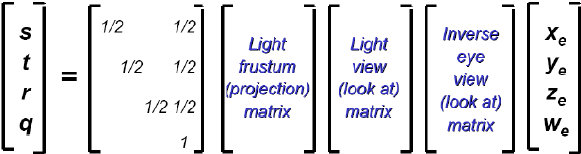 s
t
r
q
=
1/2 1/2
1/2 1/2
1/2 1/2
1
Light
frustum
(projection)
matrix
Light
view
(look at)
matrix
Inverse
eye
view
(look at)
matrix
xₑ
yₑ
zₑ
wₑ